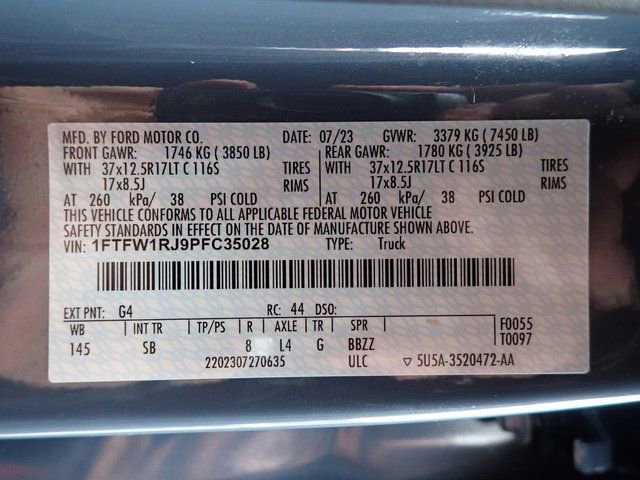 MFD. BY FORD MOTOR CO. DATE: 07/23 GVWR: 3379 KG ( 7450 LB)
FRONT GAWR: 1746 KG ( 3850 LB) REAR GAWR: 1780 KG ( 3925 LB)
WITH 37x12.5R17LT C 116S TIRES WITH 37x12.5R17LT C 116S TIRES
17x8.5J RIMS 17x8.5J RIMS
AT 260 kPa/ 38 PSI COLD AT 260 kPa/ 38 PSI COLD
THIS VEHICLE CONFORMS TO ALL APPLICABLE FEDERAL MOTOR VEHICLE
SAFETY STANDARDS IN EFFECT ON THE DATE OF MANUFACTURE SHOWN ABOVE.
VIN: 1FTFW1RJ9PFC35028 TYPE: Truck
EXT PNT: G4 RC: 44 DSO:
WB INT TR TP/PS R AXLE TR SPR F0055
145 SB 8 L4 G BBZZ T0097
2202307270635 ULC ▽ 5U5A-3520472-AA